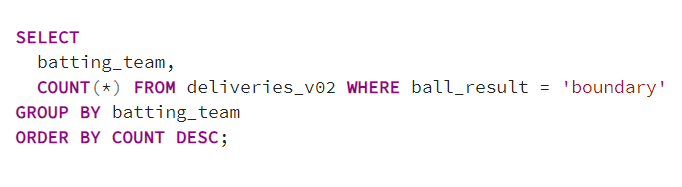 SELECT
batting_team,
COUNT(*) FROM deliveries_v02 WHERE ball_result = 'boundary'
GROUP BY batting_team
ORDER BY COUNT DESC;